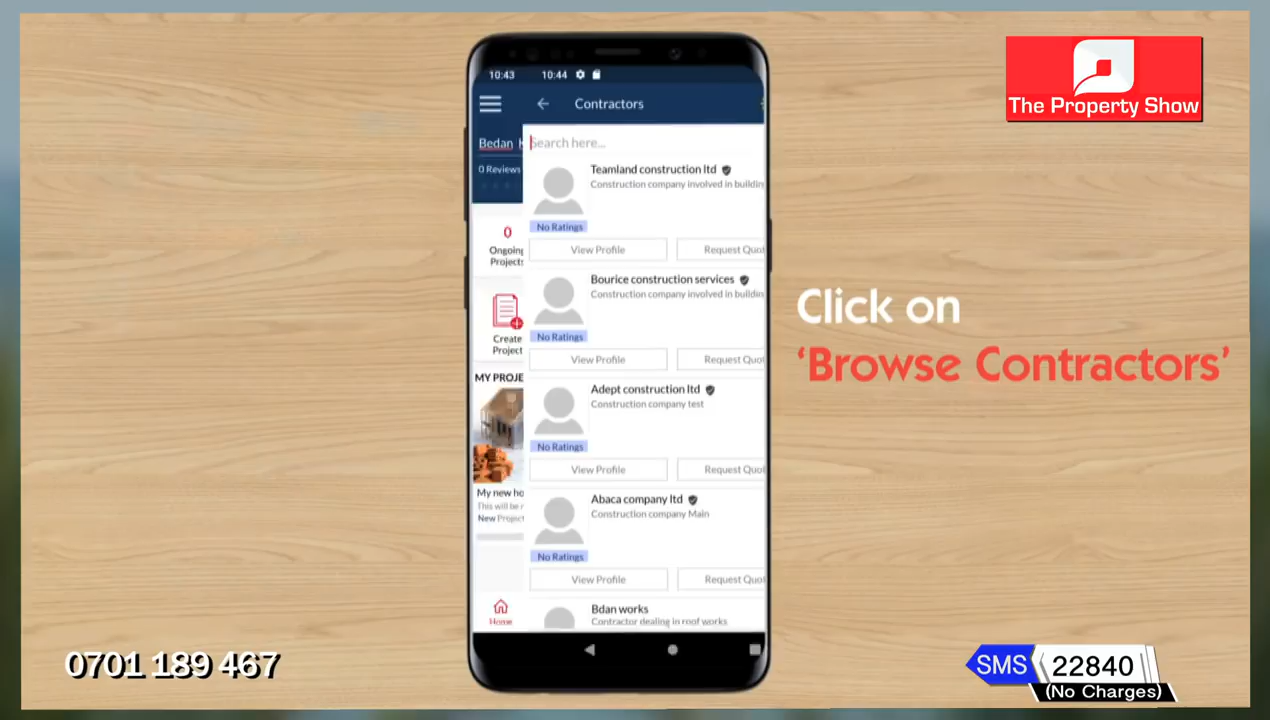 The Property Show
10:43
10:44
Contractors
Bedan
Search here...
0 Reviews
Teamland construction ltd
Construction company involved in buildin
No Ratings
View Profile
Request Quot
0
Ongoing
Projects
Bourice construction services
Construction company involved in buildin
No Ratings
View Profile
Request Quot
Create
Project
MY PROJE
Adept construction ltd
Construction company test
No Ratings
View Profile
Request Quot
My new ho
This will be r
New Project
Abaca company ltd
Construction company Main
No Ratings
View Profile
Request Quot
Home
Bdan works
Contractor dealing in roof works
Click on
‘Browse Contractors’
0701 189 467
SMS 22840
(No Charges)